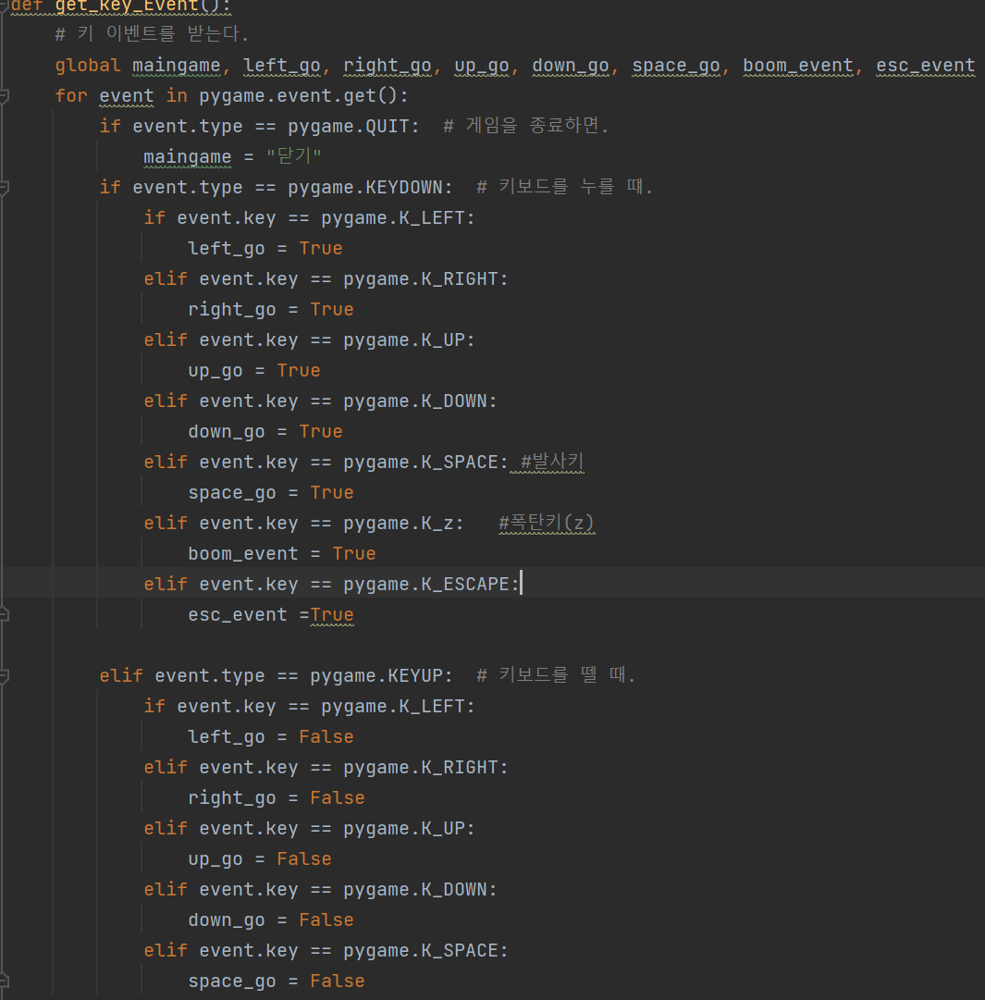 def get_key_Event():
    # 키 이벤트를 받는다.
    global maingame, left_go, right_go, up_go, down_go, space_go, boom_event, esc_event
    for event in pygame.event.get():
        if event.type == pygame.QUIT:  # 게임을 종료하면.
            maingame = "닫기"
        if event.type == pygame.KEYDOWN:  # 키보드를 누를 때.
            if event.key == pygame.K_LEFT:
                left_go = True
            elif event.key == pygame.K_RIGHT:
                right_go = True
            elif event.key == pygame.K_UP:
                up_go = True
            elif event.key == pygame.K_DOWN:
                down_go = True
            elif event.key == pygame.K_SPACE: #발사키
                space_go = True
            elif event.key == pygame.K_z:   #폭탄키(z)
                boom_event = True
            elif event.key == pygame.K_ESCAPE:
                esc_event =True
        elif event.type == pygame.KEYUP:  # 키보드를 뗄 때.
            if event.key == pygame.K_LEFT:
                left_go = False
            elif event.key == pygame.K_RIGHT:
                right_go = False
            elif event.key == pygame.K_UP:
                up_go = False
            elif event.key == pygame.K_DOWN:
                down_go = False
            elif event.key == pygame.K_SPACE:
                space_go = False